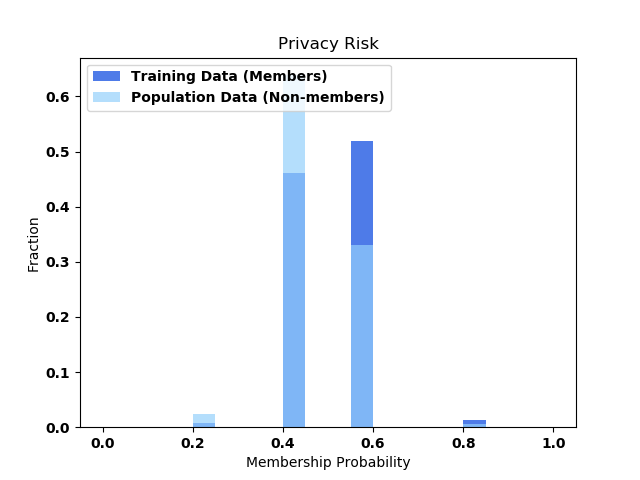 Privacy Risk
Training Data (Members)
Population Data (Non-members)
0.6
0.5
0.4
0.3
0.2
0.1
0.0
Fraction
0.0 0.2 0.4 0.6 0.8 1.0
Membership Probability